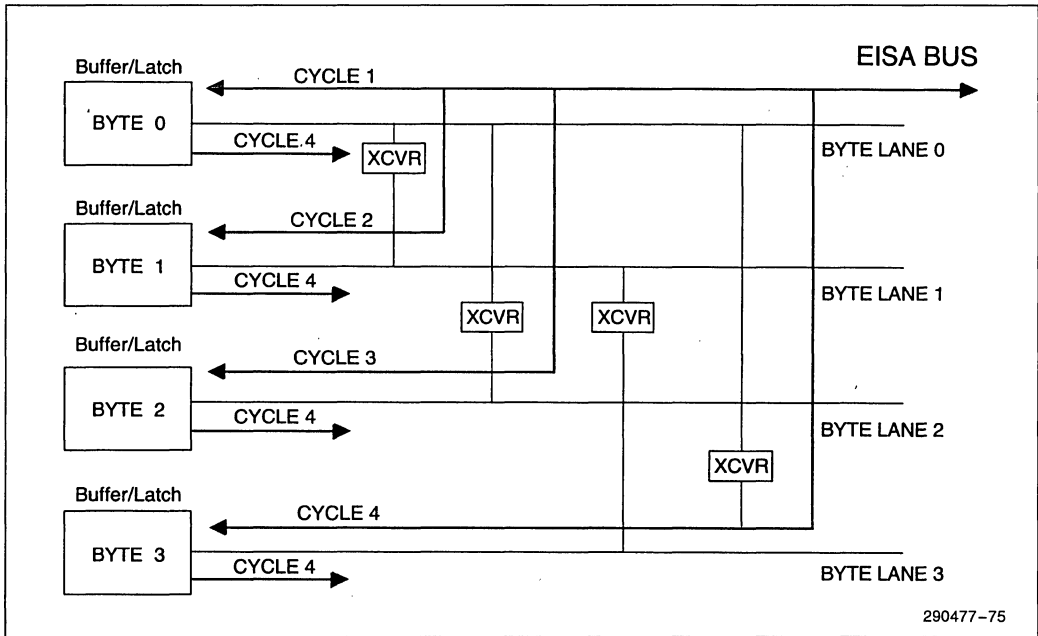 EISA BUS
Buffer/Latch
CYCLE 1
BYTE 0
CYCLE 4
XCVR
BYTE LANE 0
Buffer/Latch
CYCLE 2
BYTE 1
CYCLE 4
BYTE LANE 1
XCVR
XCVR
Buffer/Latch
CYCLE 3
BYTE 2
CYCLE 4
BYTE LANE 2
XCVR
Buffer/Latch
CYCLE 4
BYTE 3
CYCLE 4
BYTE LANE 3
290477-75